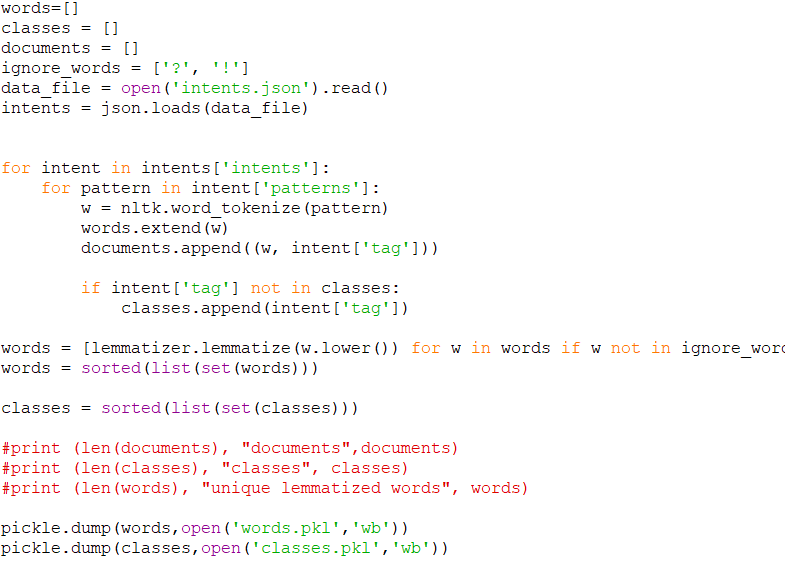 words=[]
classes = []
documents = []
ignore_words = ['?', '!']
data_file = open('intents.json').read()
intents = json.loads(data_file)
for intent in intents['intents']:
    for pattern in intent['patterns']:
        w = nltk.word_tokenize(pattern)
        words.extend(w)
        documents.append((w, intent['tag']))
        if intent['tag'] not in classes:
            classes.append(intent['tag'])
words = [lemmatizer.lemmatize(w.lower()) for w in words if w not in ignore_word
words = sorted(list(set(words)))
classes = sorted(list(set(classes)))
#print (len(documents), "documents",documents)
#print (len(classes), "classes", classes)
#print (len(words), "unique lemmatized words", words)
pickle.dump(words,open('words.pkl','wb'))
pickle.dump(classes,open('classes.pkl','wb'))